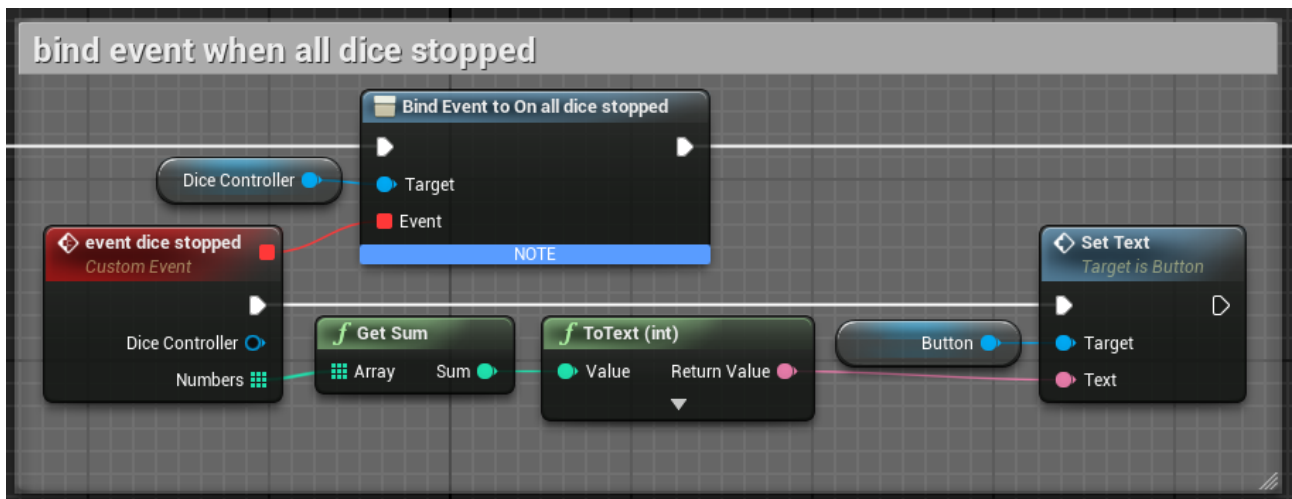 bind event when all dice stopped
Bind Event to On all dice stopped
Dice Controller
Target
Event
NOTE
event dice stopped
Custom Event
Dice Controller
Numbers
f Get Sum
Array Sum
f ToText (int)
Value Return Value
Button
Set Text
Target is Button
Target
Text